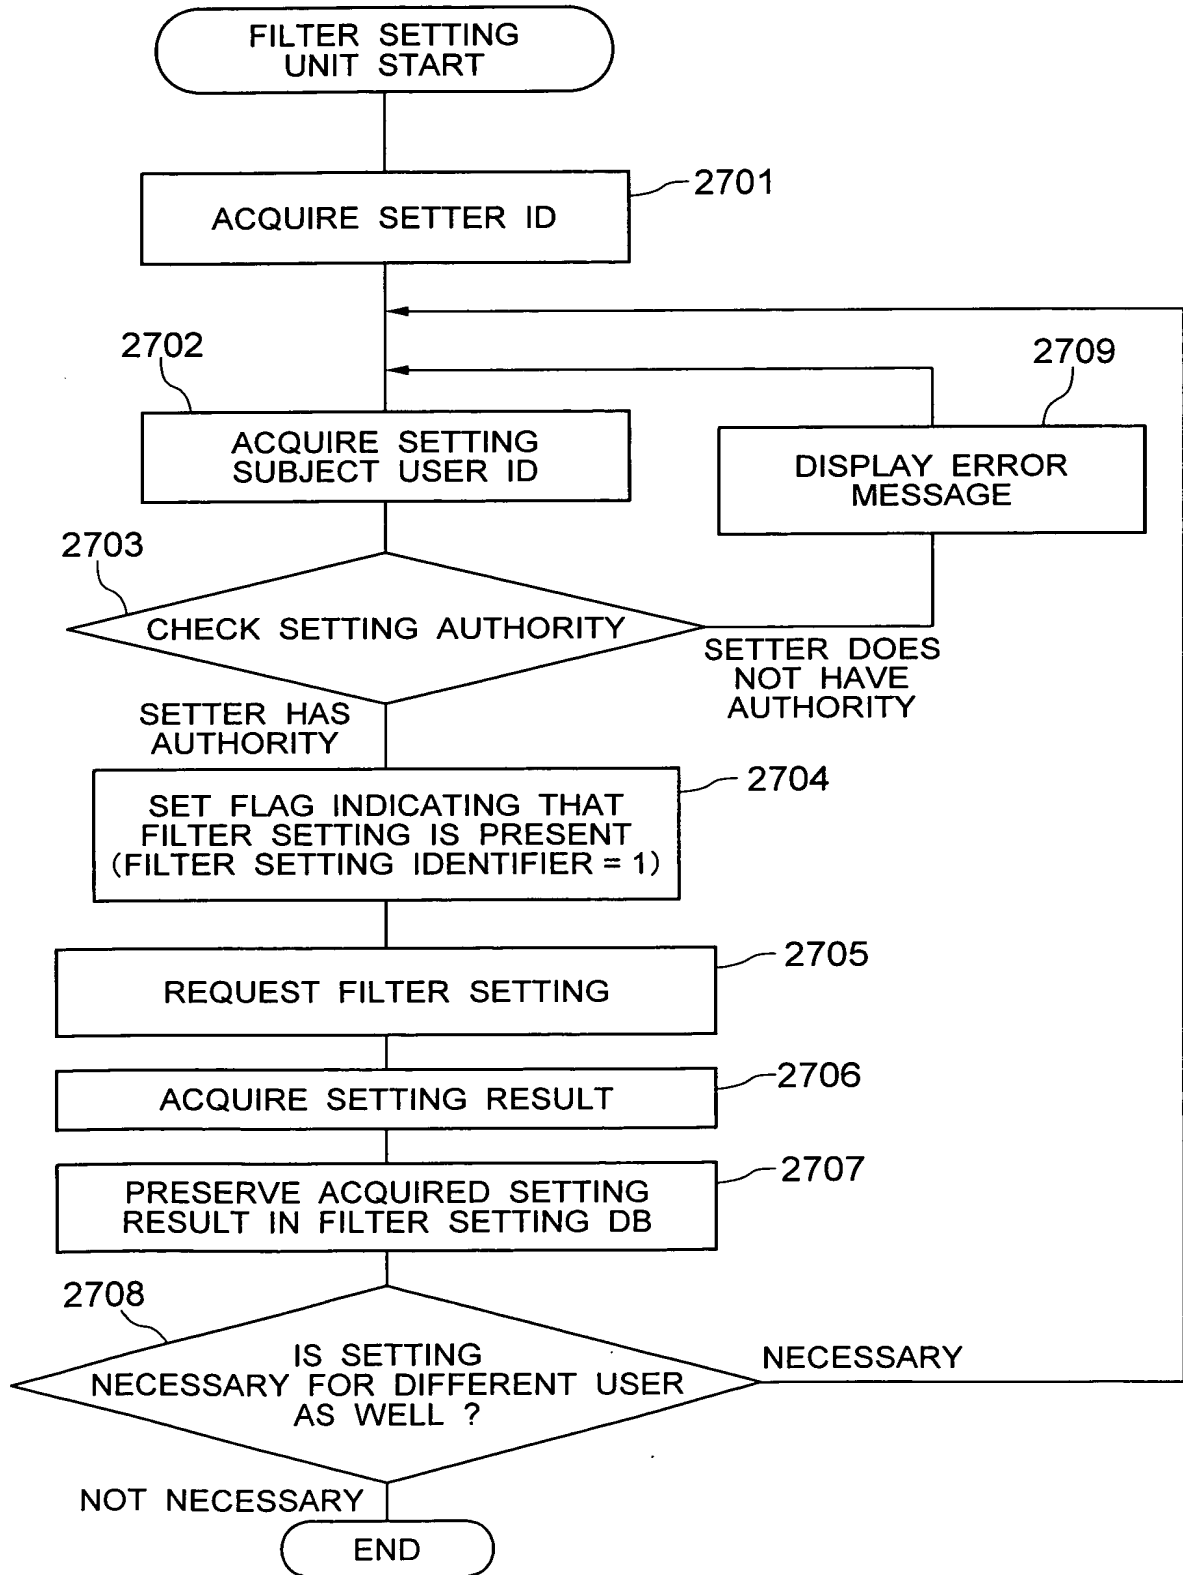 FILTER SETTING
UNIT START
2701
ACQUIRE SETTER ID
2702
2709
ACQUIRE SETTING
SUBJECT USER ID
DISPLAY ERROR
MESSAGE
2703
CHECK SETTING AUTHORITY
SETTER DOES
NOT HAVE
AUTHORITY
SETTER HAS
AUTHORITY
2704
SET FLAG INDICATING THAT
FILTER SETTING IS PRESENT
(FILTER SETTING IDENTIFIER = 1)
2705
REQUEST FILTER SETTING
2706
ACQUIRE SETTING RESULT
2707
PRESERVE ACQUIRED SETTING
RESULT IN FILTER SETTING DB
2708
IS SETTING
NECESSARY FOR DIFFERENT USER
AS WELL ?
NECESSARY
NOT NECESSARY
END